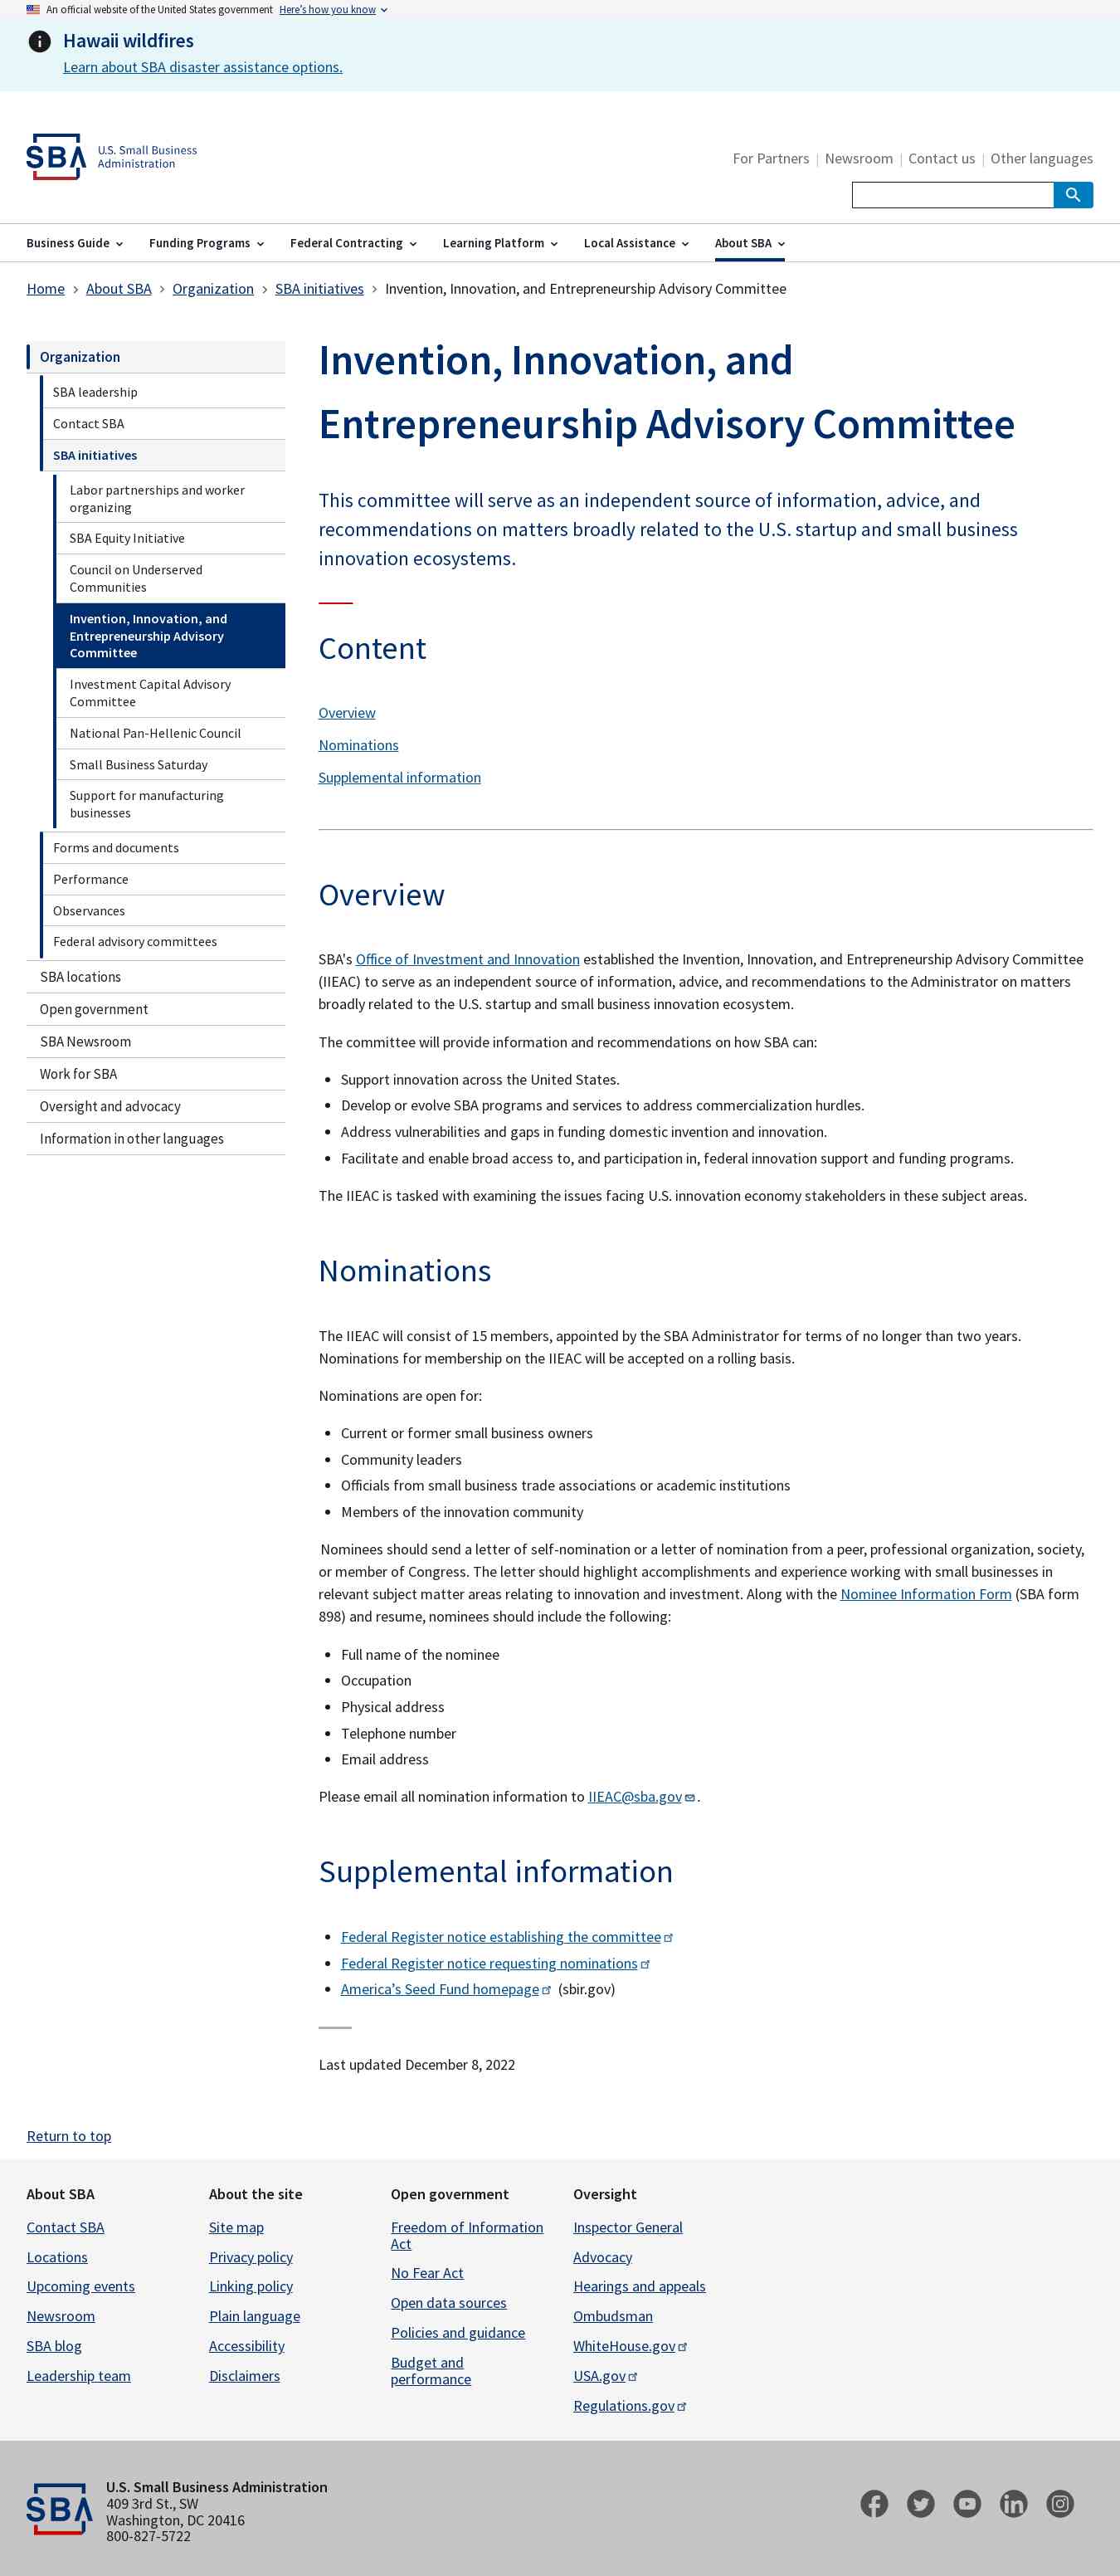 An official website of the United States government Here's how you know
Hawaii wildfires
Learn about SBA disaster assistance options.
SBA U.S. Small Business
Administration
For Partners Newsroom Contact us Other languages
Business Guide Funding Programs Federal Contracting Learning Platform Local Assistance About SBA
Home About SBA Organization SBA initiatives Invention, Innovation, and Entrepreneurship Advisory Committee
Organization
SBA leadership
Contact SBA
SBA initiatives
Labor partnerships and worker
organizing
SBA Equity Initiative
Council on Underserved
Communities
Invention, Innovation, and
Entrepreneurship Advisory
Committee
Investment Capital Advisory
Committee
National Pan-Hellenic Council
Small Business Saturday
Support for manufacturing
businesses
Forms and documents
Performance
Observances
Federal advisory committees
SBA locations
Open government
SBA Newsroom
Work for SBA
Oversight and advocacy
Information in other languages
Invention, Innovation, and
Entrepreneurship Advisory Committee
This committee will serve as an independent source of information, advice, and
recommendations on matters broadly related to the U.S. startup and small business
innovation ecosystems.
Content
Overview
Nominations
Supplemental information
Overview
SBA's Office of Investment and Innovation established the Invention, Innovation, and Entrepreneurship Advisory Committee
(IIEAC) to serve as an independent source of information, advice, and recommendations to the Administrator on matters
broadly related to the U.S. startup and small business innovation ecosystem.
The committee will provide information and recommendations on how SBA can:
• Support innovation across the United States.
• Develop or evolve SBA programs and services to address commercialization hurdles.
• Address vulnerabilities and gaps in funding domestic invention and innovation.
• Facilitate and enable broad access to, and participation in, federal innovation support and funding programs.
The IIEAC is tasked with examining the issues facing U.S. innovation economy stakeholders in these subject areas.
Nominations
The IIEAC will consist of 15 members, appointed by the SBA Administrator for terms of no longer than two years.
Nominations for membership on the IIEAC will be accepted on a rolling basis.
Nominations are open for:
• Current or former small business owners
• Community leaders
• Officials from small business trade associations or academic institutions
• Members of the innovation community
Nominees should send a letter of self-nomination or a letter of nomination from a peer, professional organization, society,
or member of Congress. The letter should highlight accomplishments and experience working with small businesses in
relevant subject matter areas relating to innovation and investment. Along with the Nominee Information Form (SBA form
898) and resume, nominees should include the following:
• Full name of the nominee
• Occupation
• Physical address
• Telephone number
• Email address
Please email all nomination information to IIEAC@sba.gov .
Supplemental information
• Federal Register notice establishing the committee
• Federal Register notice requesting nominations
• America’s Seed Fund homepage (sbir.gov)
Last updated December 8, 2022
Return to top
About SBA
Contact SBA
Locations
Upcoming events
Newsroom
SBA blog
Leadership team
About the site
Site map
Privacy policy
Linking policy
Plain language
Accessibility
Disclaimers
Open government
Freedom of Information
Act
No Fear Act
Open data sources
Policies and guidance
Budget and
performance
Oversight
Inspector General
Advocacy
Hearings and appeals
Ombudsman
WhiteHouse.gov
USA.gov
Regulations.gov
SBA
U.S. Small Business Administration
409 3rd St., SW
Washington, DC 20416
800-827-5722